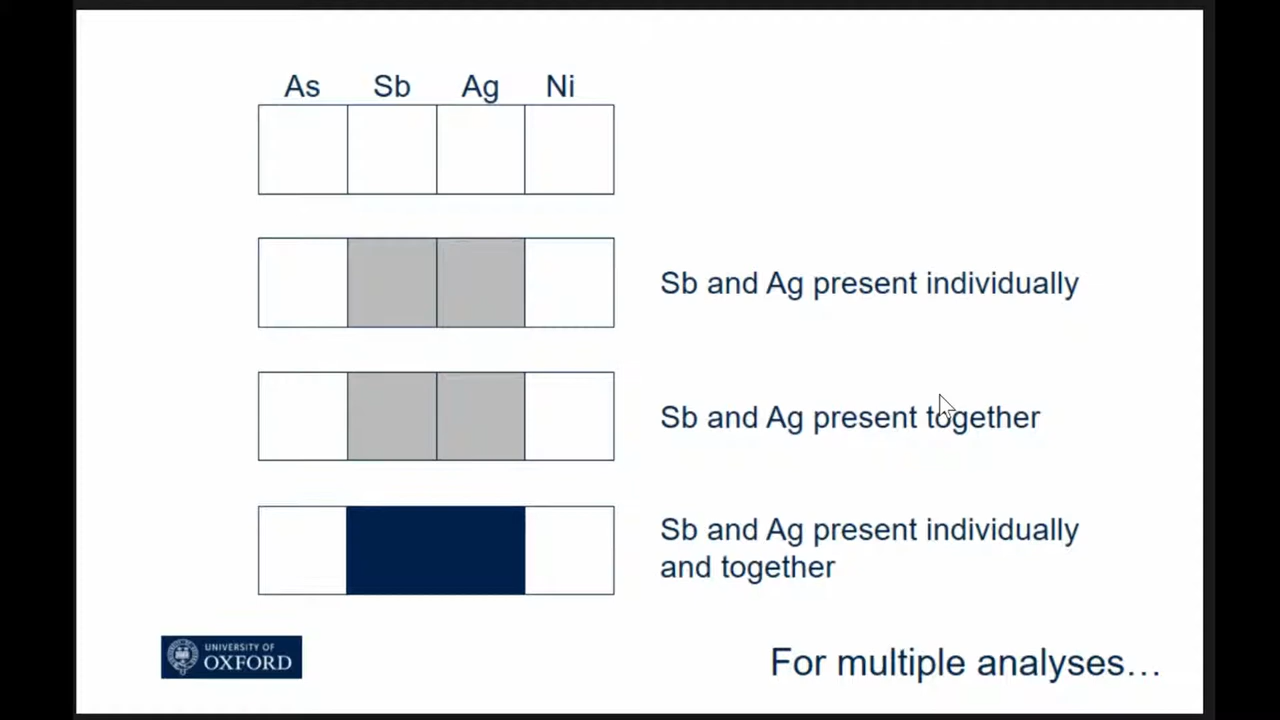 As Sb Ag Ni
Sb and Ag present individually
Sb and Ag present together
Sb and Ag present individually
and together
UNIVERSITY OF
OXFORD
For multiple analyses…